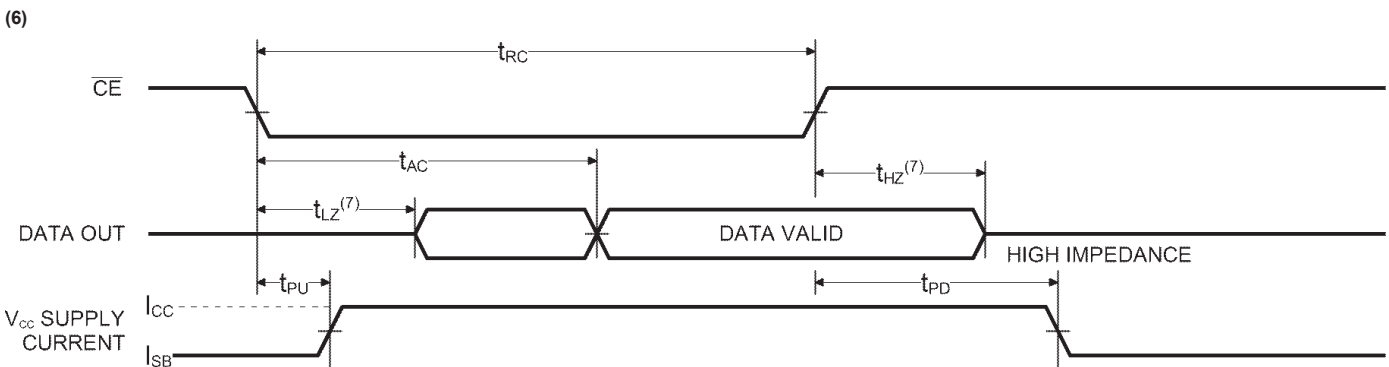 (6)
tRC
CE
tAC
tHZ(7)
tLZ(7)
DATA OUT
DATA VALID
HIGH IMPEDANCE
tPU
tPD
ICC
VCC SUPPLY
CURRENT
ISB